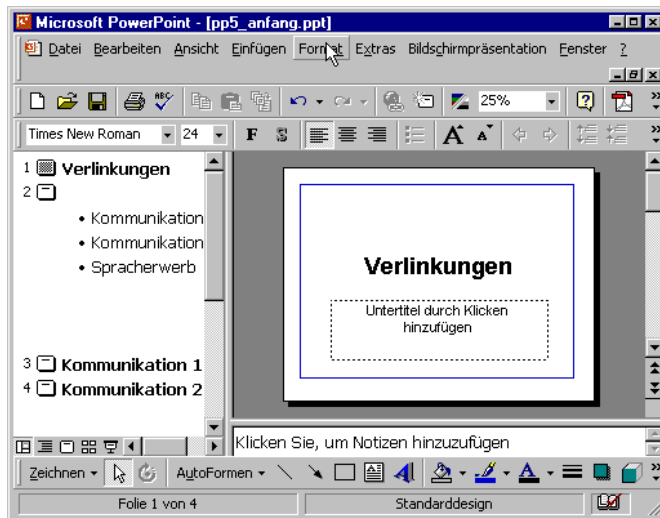 Microsoft PowerPoint - [pp5_anfang.ppt]
Datei Bearbeiten Ansicht Einfügen Format Extras Bildschirmpräsentation Fenster ?
ABC 25% ?
Times New Roman 24 F S A A
1 Verlinkungen
2
• Kommunikation
• Kommunikation
• Spracherwerb
3 Kommunikation 1
4 Kommunikation 2
Verlinkungen
Untertitel durch Klicken
hinzufügen
Klicken Sie, um Notizen hinzuzufügen
Zeichnen AutoFormen A A
Folie 1 von 4 Standarddesign